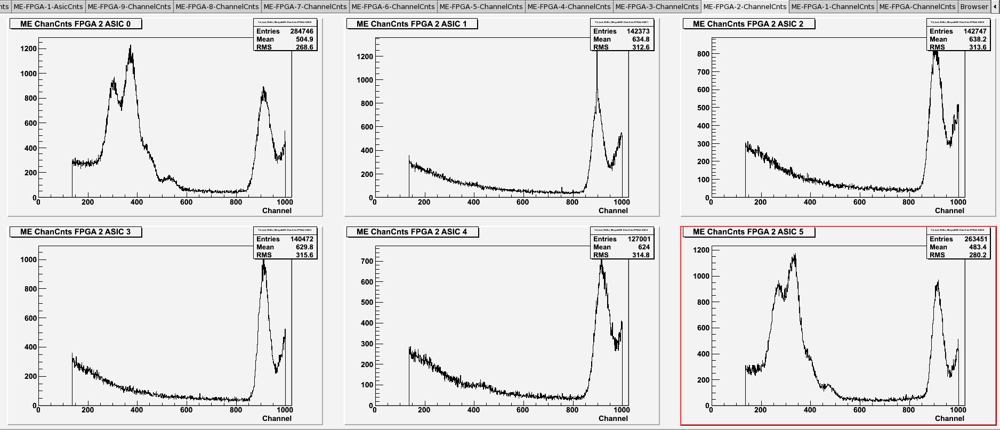 nts ME-FPGA-1-AsicCnts ME-FPGA-9-ChannelCnts ME-FPGA-8-ChannelCnts ME-FPGA-7-ChannelCnts ME-FPGA-6-ChannelCnts ME-FPGA-5-ChannelCnts ME-FPGA-4-ChannelCnts ME-FPGA-3-ChannelCnts ME-FPGA-2-ChannelCnts ME-FPGA-1-ChannelCnts ME-FPGA-ChannelCnts Browser
ME ChanCnts FPGA 2 ASIC 0
Entries 284746
Mean 504.9
RMS 268.6
1200
1000
800
600
400
200
0
0 200 400 600 800 1000
Channel
ME ChanCnts FPGA 2 ASIC 1
Entries 142373
Mean 634.8
RMS 312.6
1200
1000
800
600
400
200
0
0 200 400 600 800 1000
Channel
ME ChanCnts FPGA 2 ASIC 2
Entries 142747
Mean 638.2
RMS 313.6
800
700
600
500
400
300
200
100
0
0 200 400 600 800 1000
Channel
ME ChanCnts FPGA 2 ASIC 3
Entries 140472
Mean 629.8
RMS 315.6
1000
800
600
400
200
0
0 200 400 600 800 1000
Channel
ME ChanCnts FPGA 2 ASIC 4
Entries 127001
Mean 624
RMS 314.8
700
600
500
400
300
200
100
0
0 200 400 600 800 1000
Channel
ME ChanCnts FPGA 2 ASIC 5
Entries 263451
Mean 483.4
RMS 280.2
1200
1000
800
600
400
200
0
0 200 400 600 800 1000
Channel